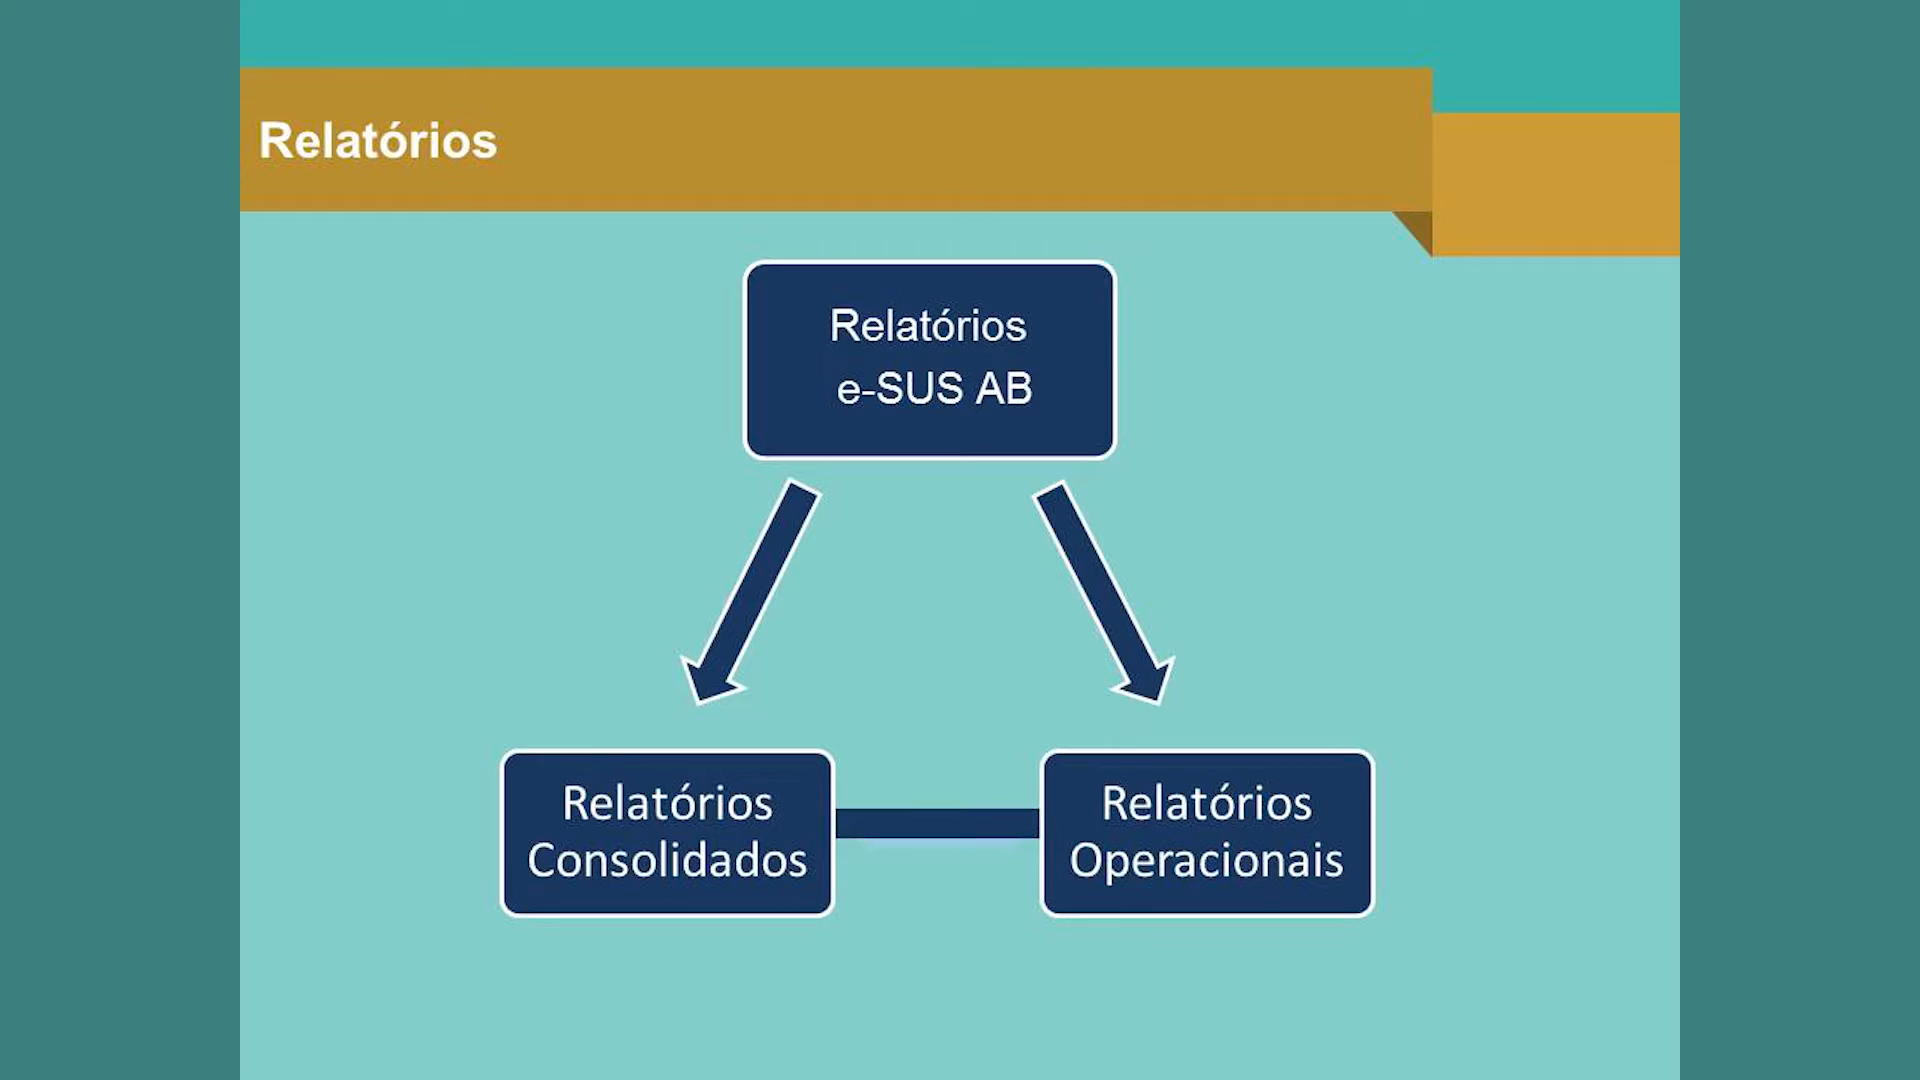 Relatórios
Relatórios
e-SUS AB
Relatórios
Consolidados
Relatórios
Operacionais